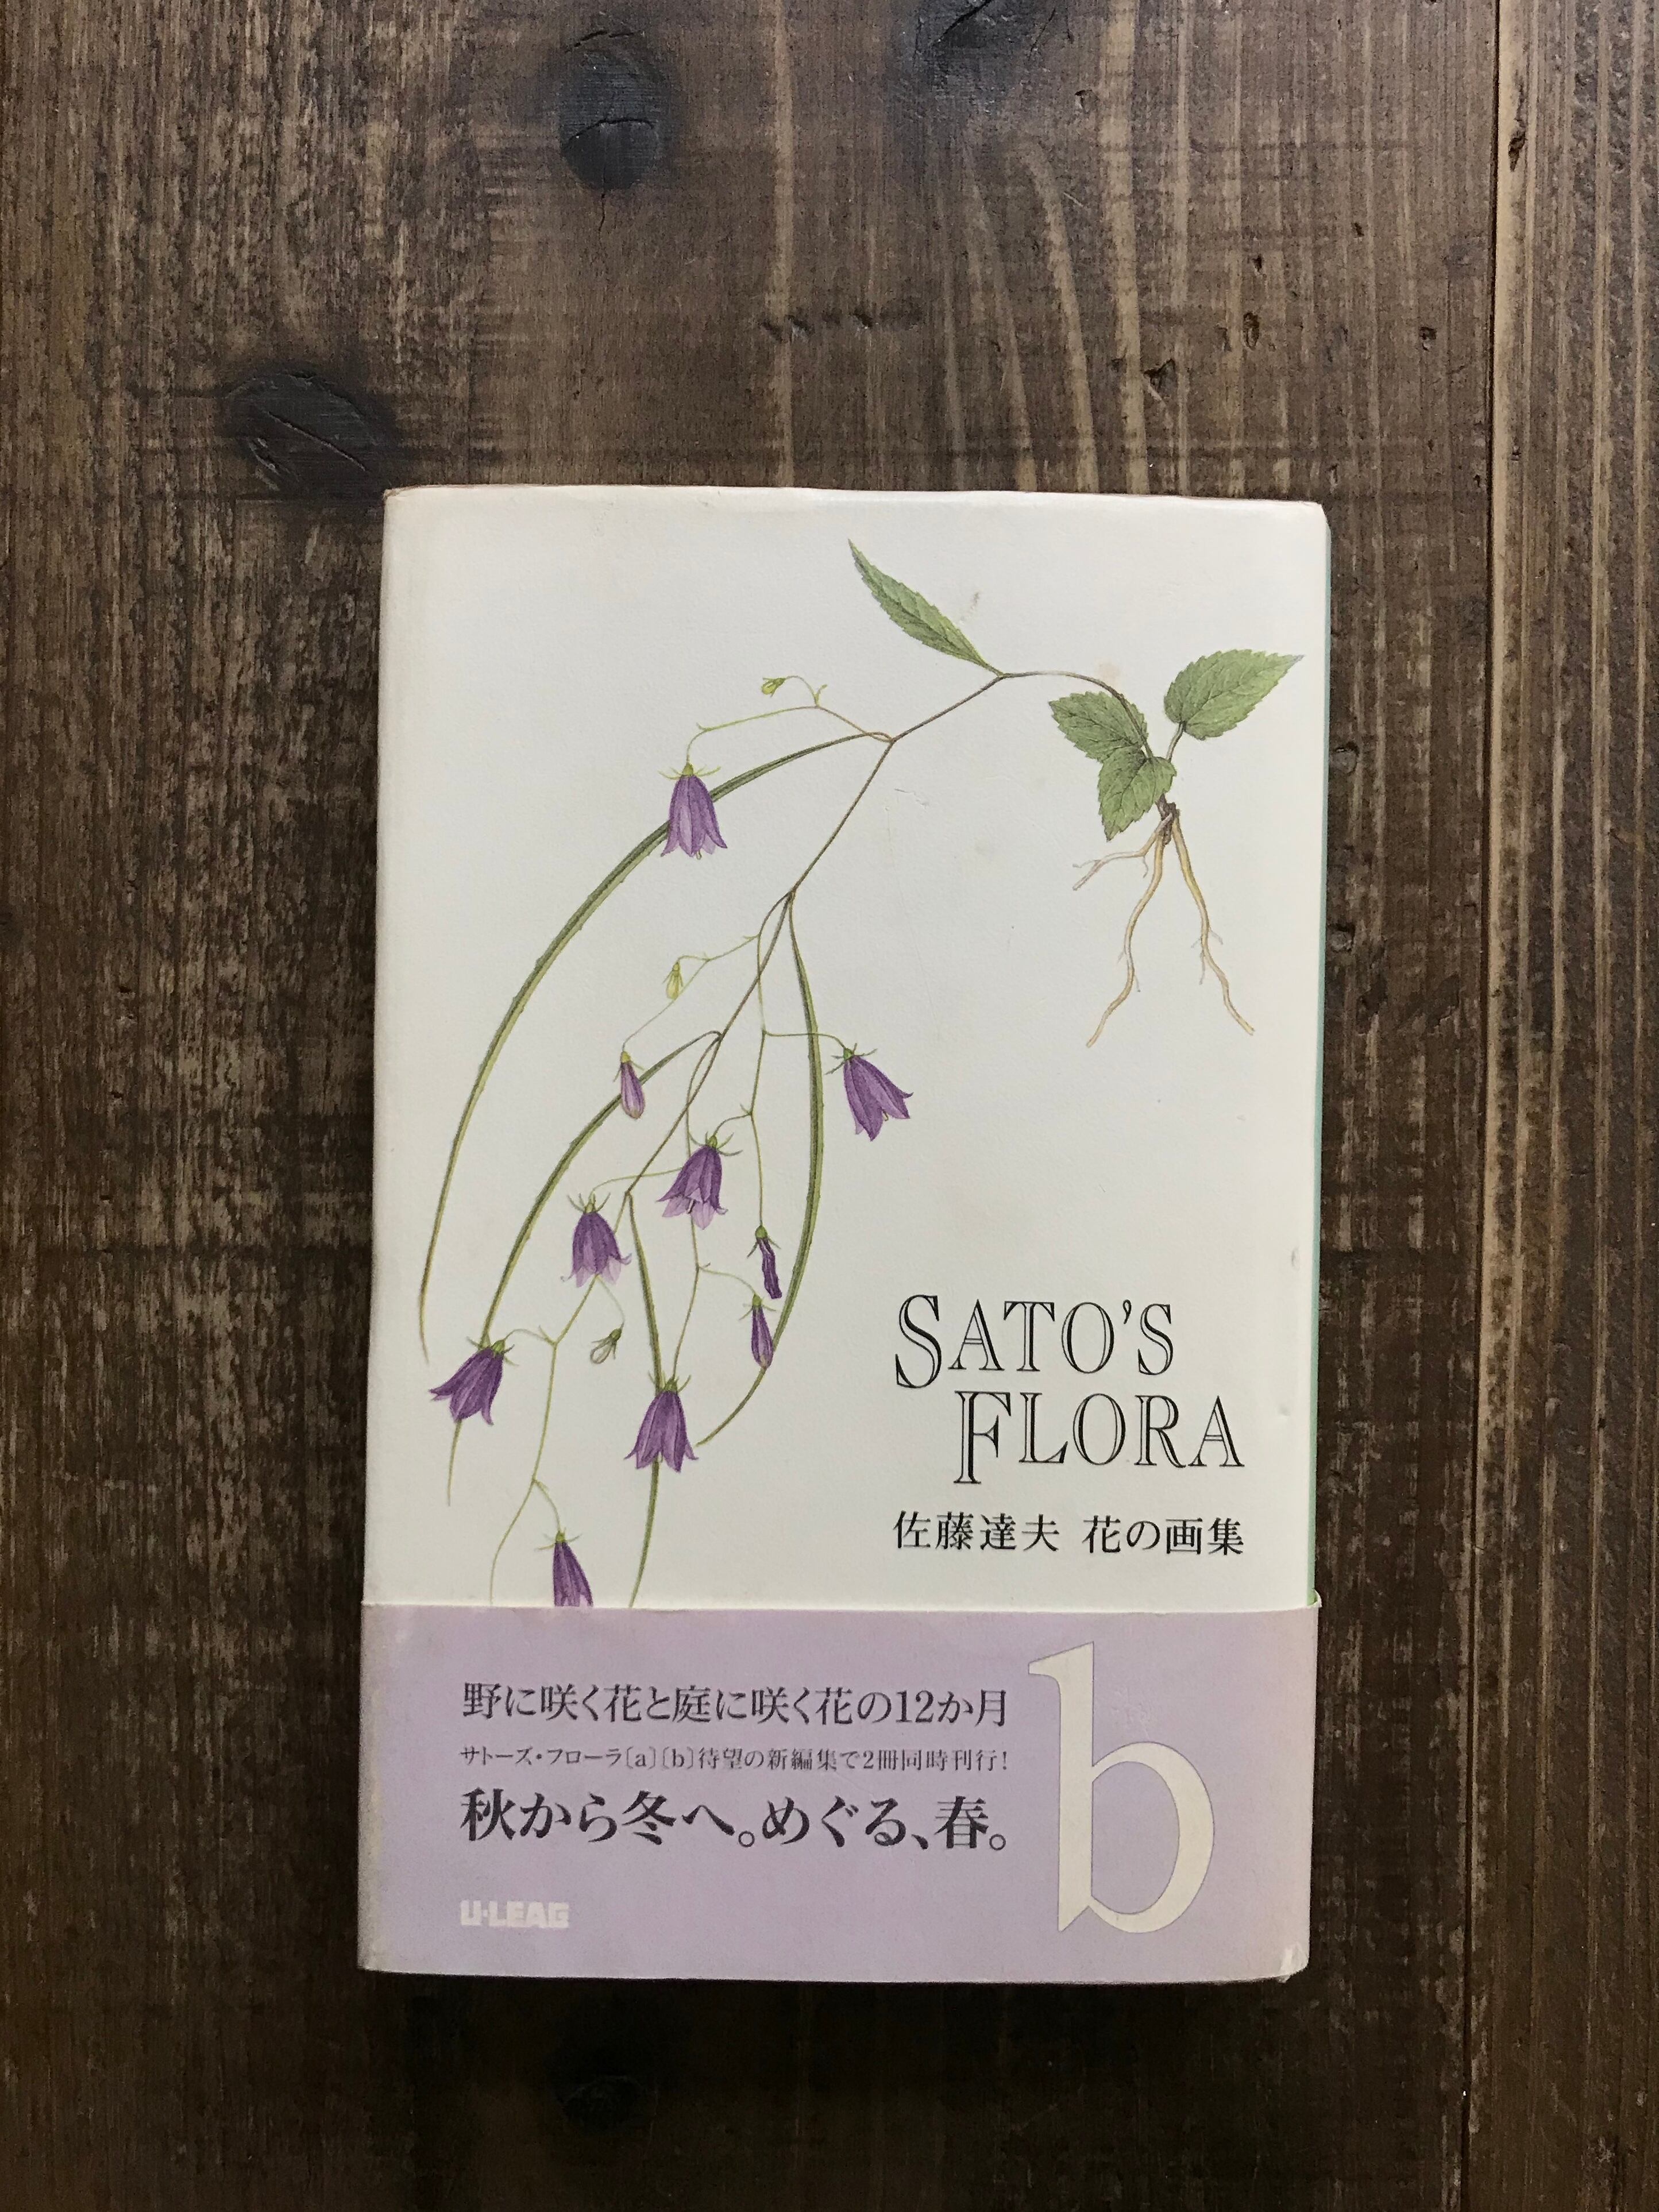 SATO'S
FLORA
佐藤達夫 花の画集
野に咲く花と庭に咲く花の12か月
サトーズ・フローラ〔a〕〔b〕待望の新編集で2冊同時刊行!
秋から冬へ。めぐる、春。
b
U·LEAG